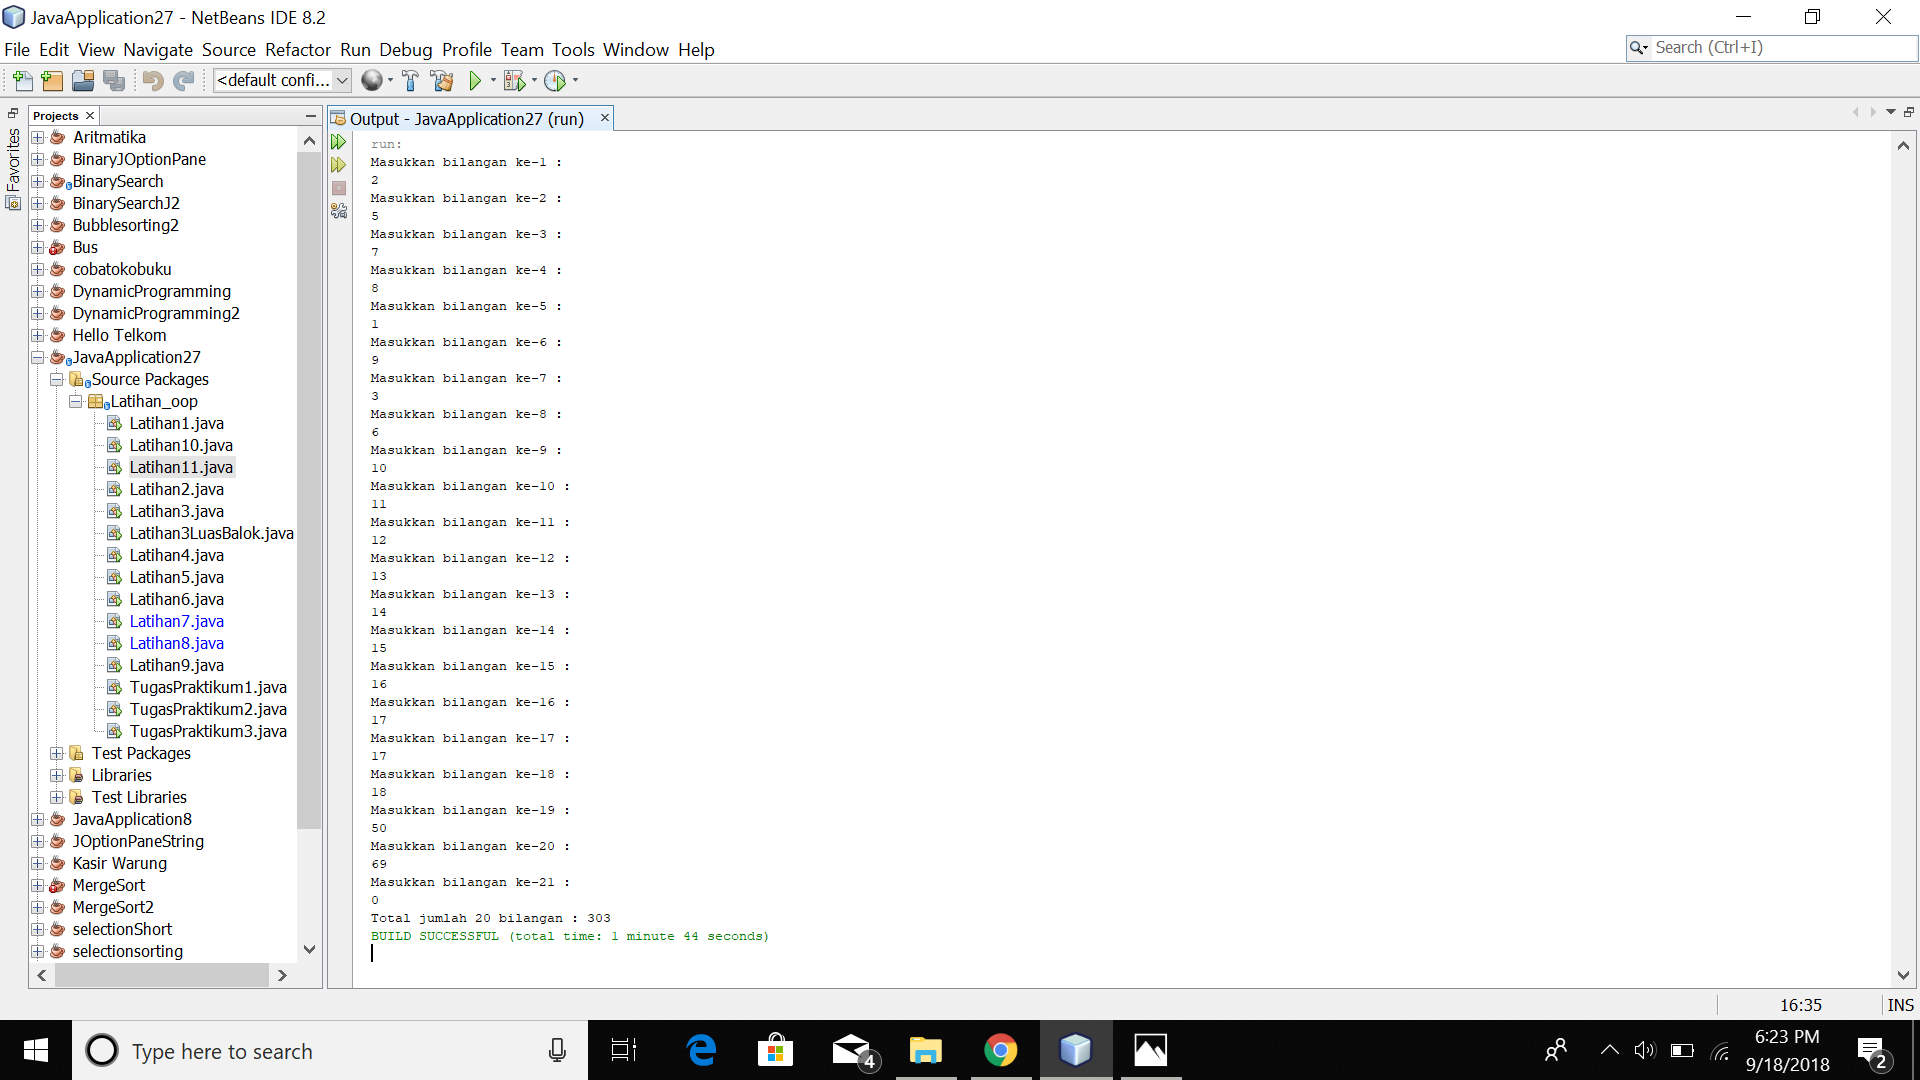 JavaApplication27 - NetBeans IDE 8.2
File Edit View Navigate Source Refactor Run Debug Profile Team Tools Window Help
Search (Ctrl+I)
<default confi...
Projects
Output - JavaApplication27 (run)
Favorites
Aritmatika
BinaryJOptionPane
BinarySearch
BinarySearchJ2
Bubblesorting2
Bus
cobatokobuku
DynamicProgramming
DynamicProgramming2
Hello Telkom
JavaApplication27
Source Packages
Latihan_oop
Latihan1.java
Latihan10.java
Latihan11.java
Latihan2.java
Latihan3.java
Latihan3LuasBalok.java
Latihan4.java
Latihan5.java
Latihan6.java
Latihan7.java
Latihan8.java
Latihan9.java
TugasPraktikum1.java
TugasPraktikum2.java
TugasPraktikum3.java
Test Packages
Libraries
Test Libraries
JavaApplication8
JOptionPaneString
Kasir Warung
MergeSort
MergeSort2
selectionShort
selectionsorting
run:
Masukkan bilangan ke-1 :
2
Masukkan bilangan ke-2 :
5
Masukkan bilangan ke-3 :
7
Masukkan bilangan ke-4 :
8
Masukkan bilangan ke-5 :
1
Masukkan bilangan ke-6 :
9
Masukkan bilangan ke-7 :
3
Masukkan bilangan ke-8 :
6
Masukkan bilangan ke-9 :
10
Masukkan bilangan ke-10 :
11
Masukkan bilangan ke-11 :
12
Masukkan bilangan ke-12 :
13
Masukkan bilangan ke-13 :
14
Masukkan bilangan ke-14 :
15
Masukkan bilangan ke-15 :
16
Masukkan bilangan ke-16 :
17
Masukkan bilangan ke-17 :
17
Masukkan bilangan ke-18 :
18
Masukkan bilangan ke-19 :
50
Masukkan bilangan ke-20 :
69
Masukkan bilangan ke-21 :
0
Total jumlah 20 bilangan : 303
BUILD SUCCESSFUL (total time: 1 minute 44 seconds)
16:35
INS
Type here to search
4
6:23 PM
9/18/2018
2